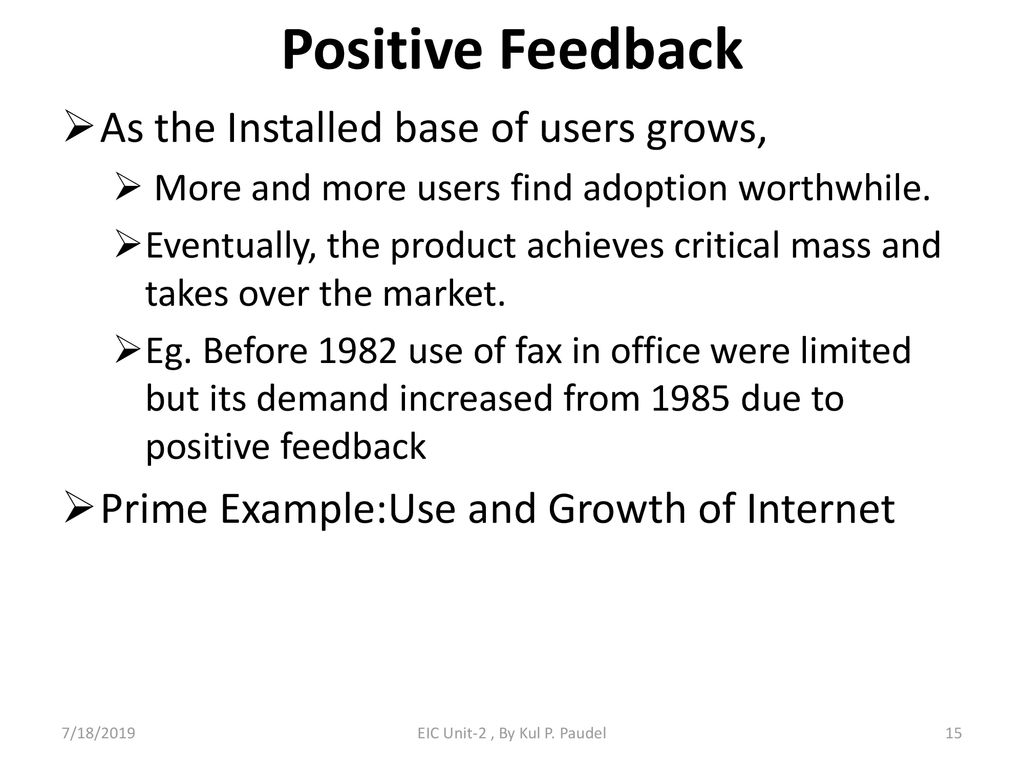 Positive Feedback
➢As the Installed base of users grows,
➢ More and more users find adoption worthwhile.
➢Eventually, the product achieves critical mass and
takes over the market.
➢Eg. Before 1982 use of fax in office were limited
but its demand increased from 1985 due to
positive feedback
➢Prime Example:Use and Growth of Internet
7/18/2019
EIC Unit-2 , By Kul P. Paudel
15